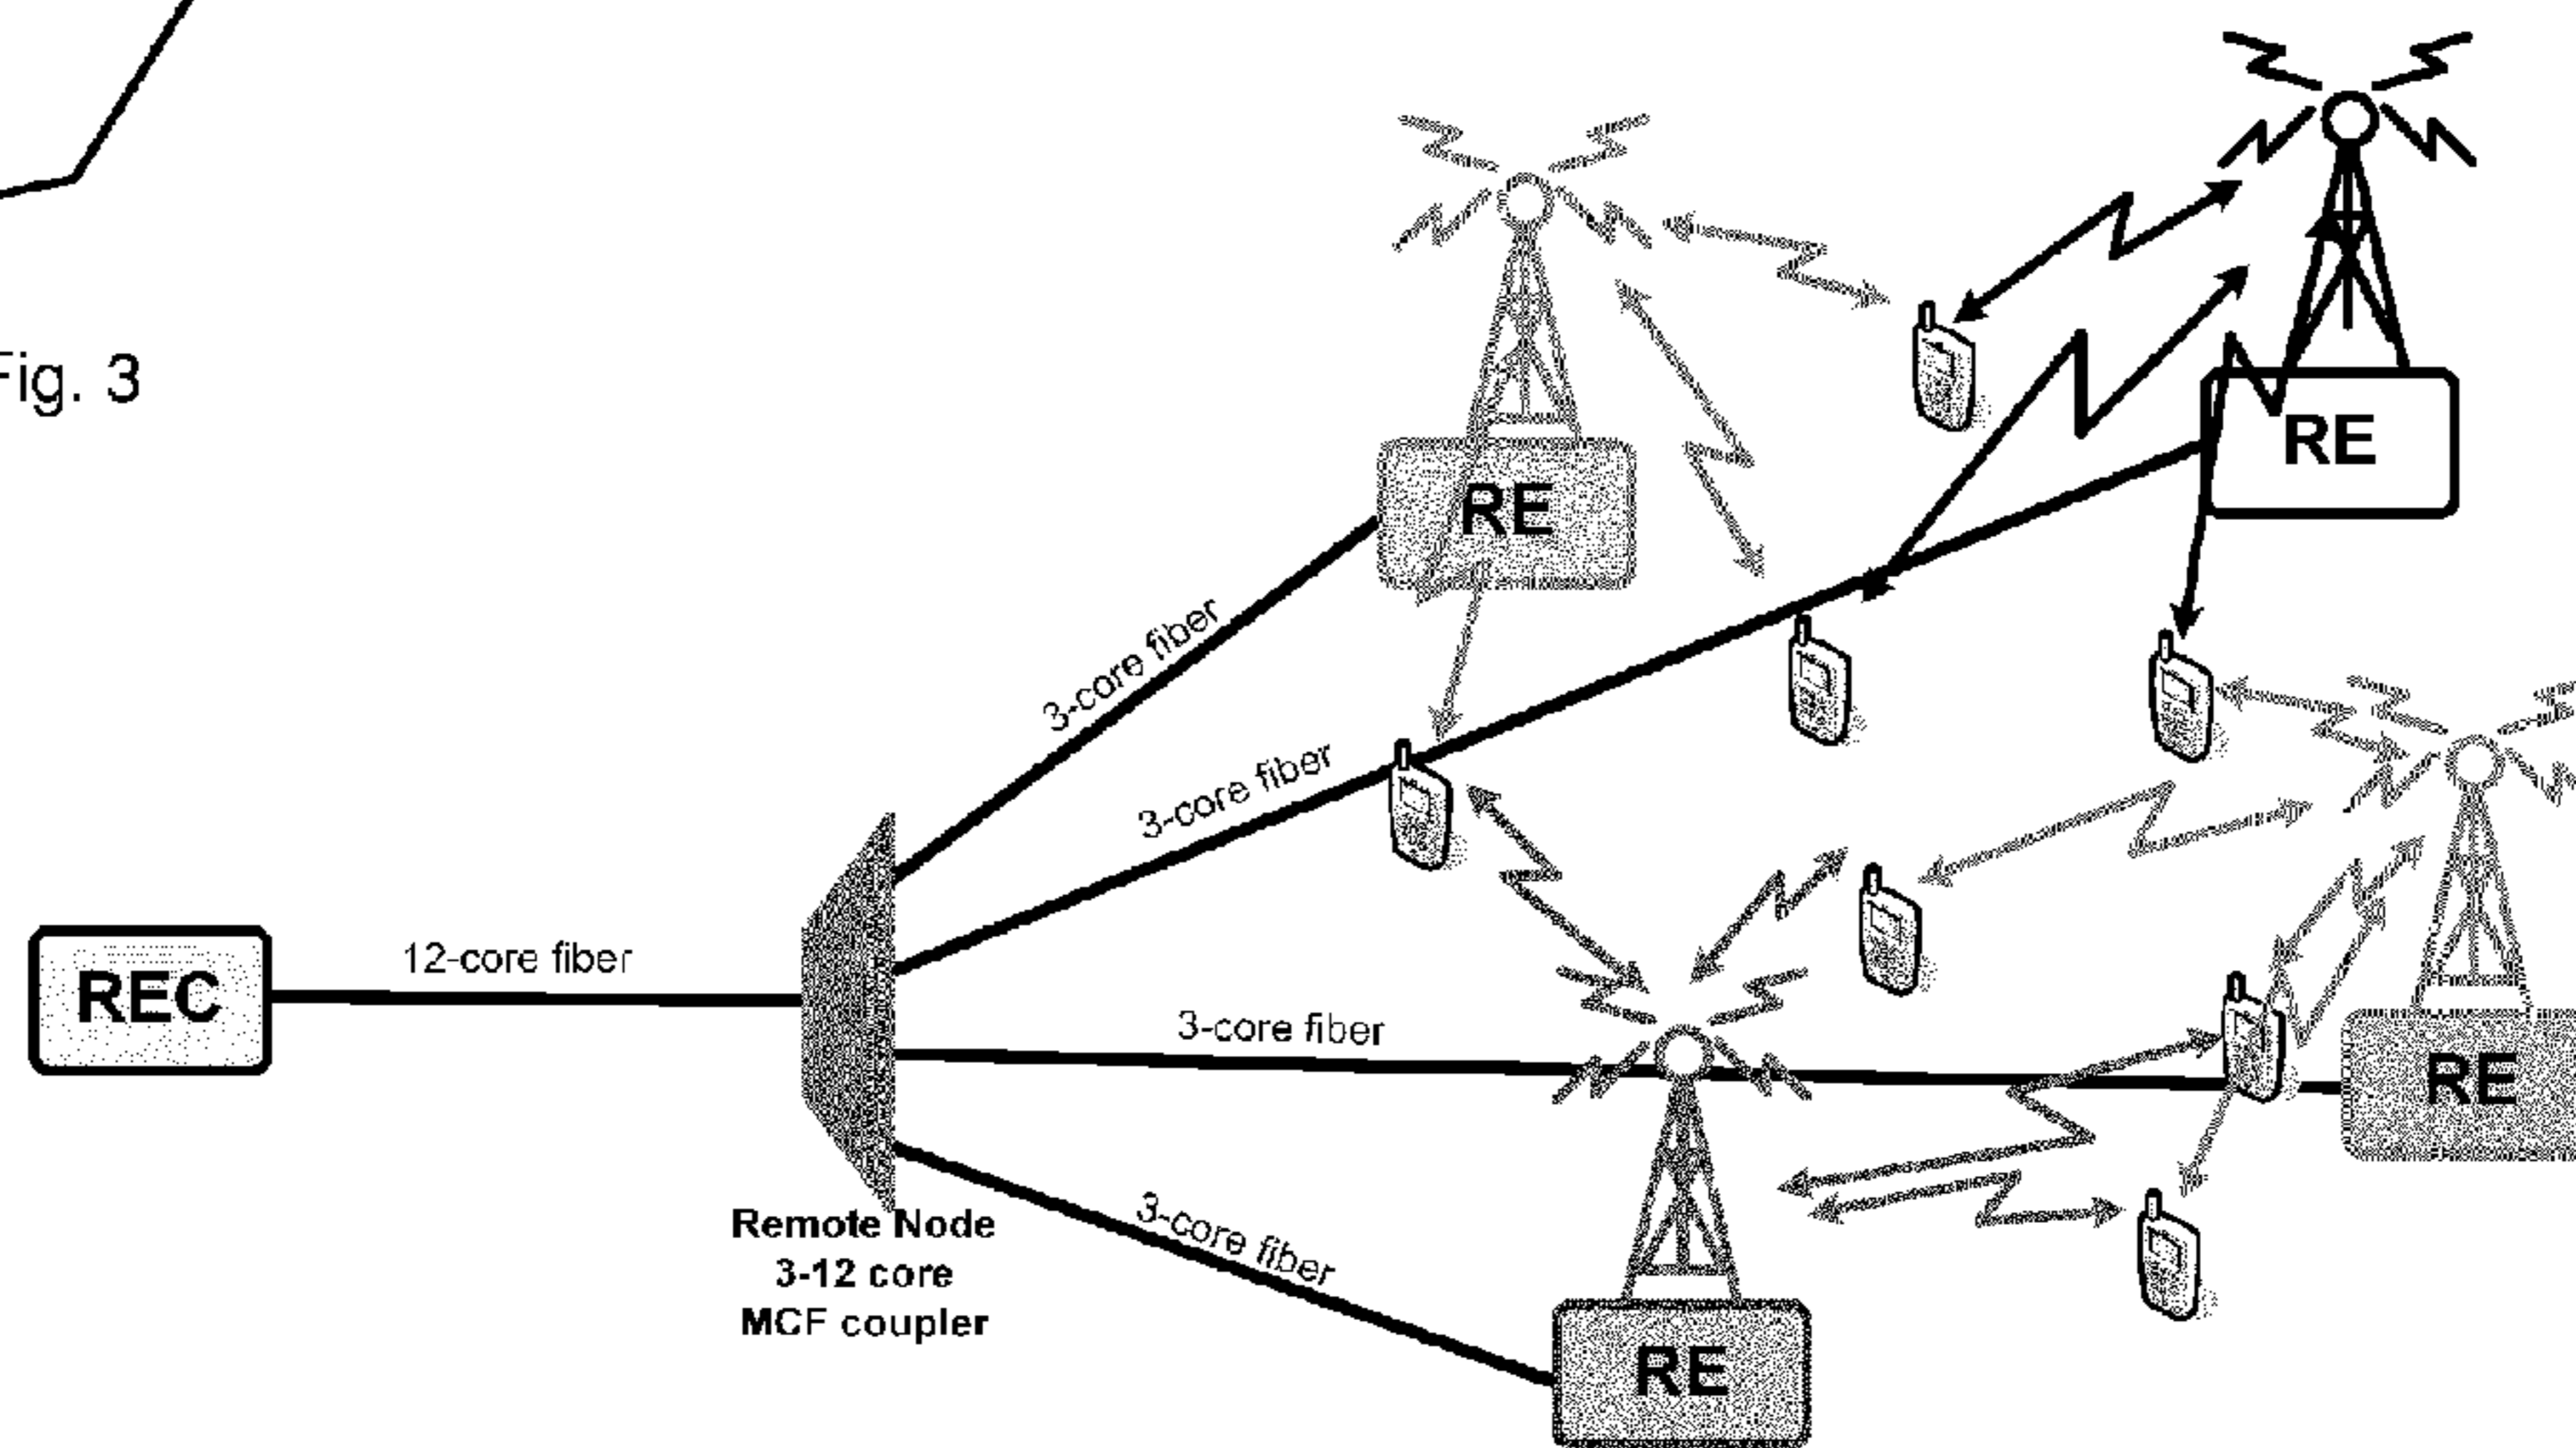 Fig. 3
RE
RE
3-core fiber
3-core fiber
REC
12-core fiber
3-core fiber
RE
3-core fiber
Remote Node
3-12 core
MCF coupler
RE